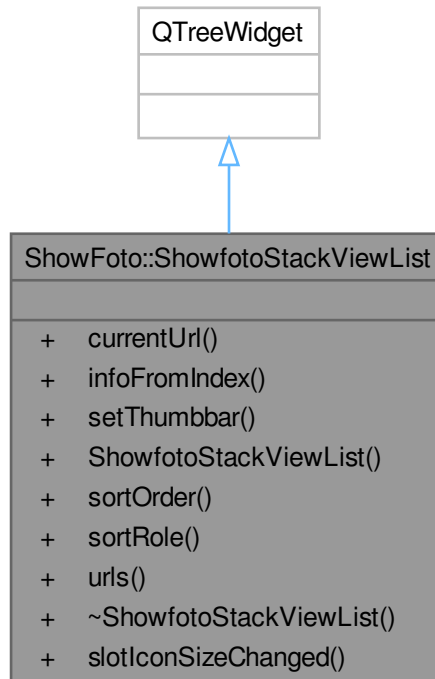 QTreeWidget
ShowFoto::ShowfotoStackViewList
+ currentUrl()
+ infoFromIndex()
+ setThumbbar()
+ ShowfotoStackViewList()
+ sortOrder()
+ sortRole()
+ urls()
+ ~ShowfotoStackViewList()
+ slotIconSizeChanged()